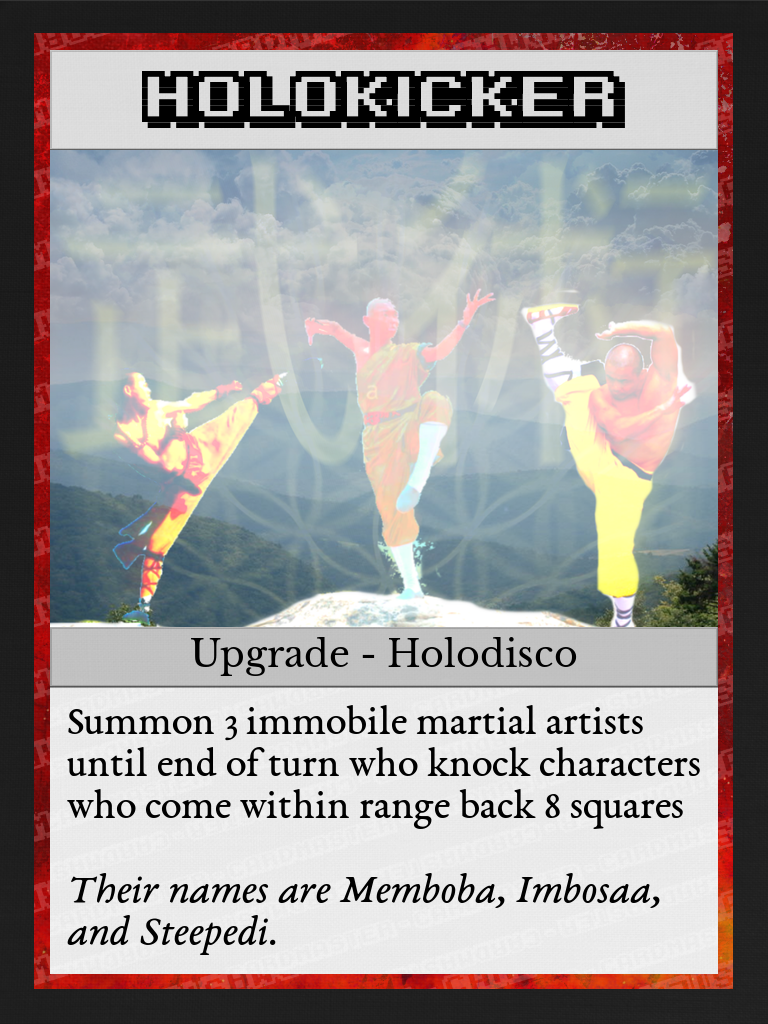 HOLOKICKER
Upgrade - Holodisco
Summon 3 immobile martial artists
until end of turn who knock characters
who come within range back 8 squares
Their names are Memboba, Imbosaa,
and Steepedi.